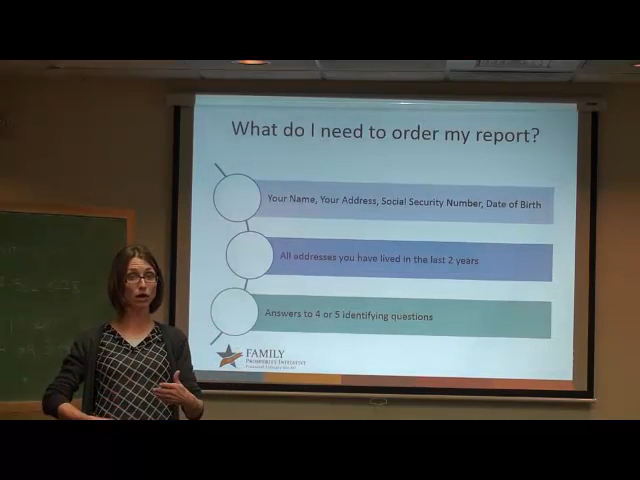 What do I need to order my report?
Your Name, Your Address, Social Security Number, Date of Birth
All addresses you have lived in the last 2 years
Answers to 4 or 5 identifying questions
FAMILY
PROSPERITY INITIATIVE